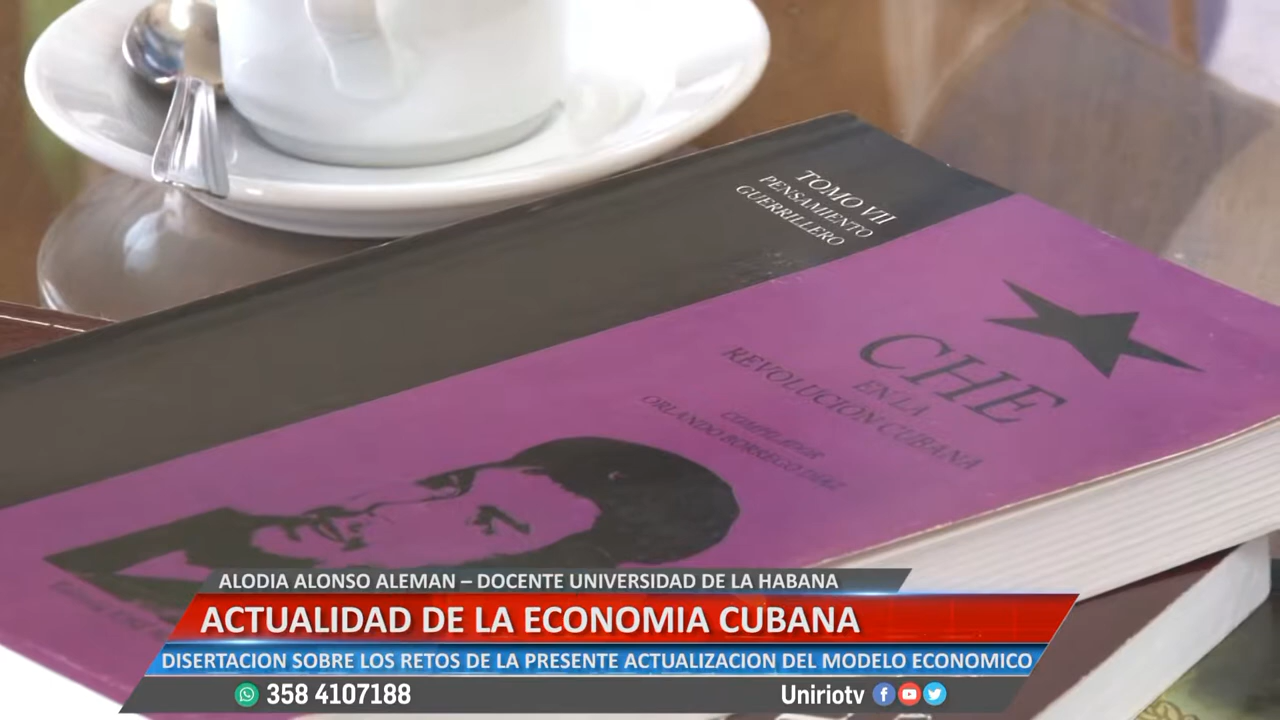 TOMO VII
PENSAMIENTO
GUERRILLERO
CHE
EN LA
REVOLUCIÓN CUBANA
COMPILADOR
ORLANDO BORREGO DÍAZ
ALODIA ALONSO ALEMAN – DOCENTE UNIVERSIDAD DE LA HABANA
ACTUALIDAD DE LA ECONOMIA CUBANA
DISERTACION SOBRE LOS RETOS DE LA PRESENTE ACTUALIZACION DEL MODELO ECONOMICO
358 4107188
Unriotv